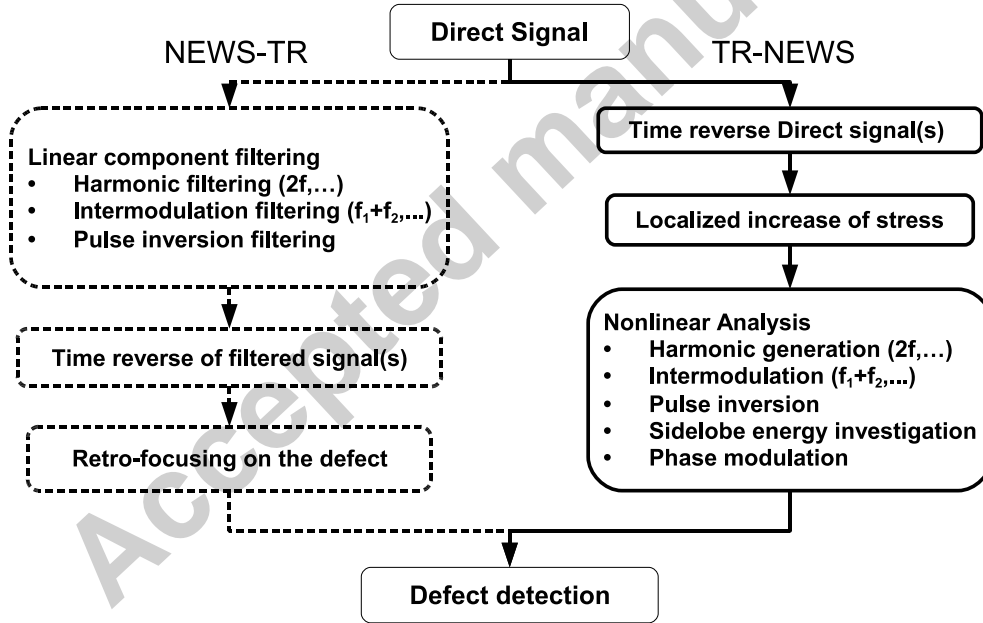 Direct Signal
NEWS-TR
TR-NEWS
Linear component filtering
• Harmonic filtering (2f,...)
• Intermodulation filtering (f₁+f₂,...)
• Pulse inversion filtering
Time reverse of filtered signal(s)
Retro-focusing on the defect
Time reverse Direct signal(s)
Localized increase of stress
Nonlinear Analysis
• Harmonic generation (2f,...)
• Intermodulation (f₁+f₂,...)
• Pulse inversion
• Sidelobe energy investigation
• Phase modulation
Defect detection
Accepted manu